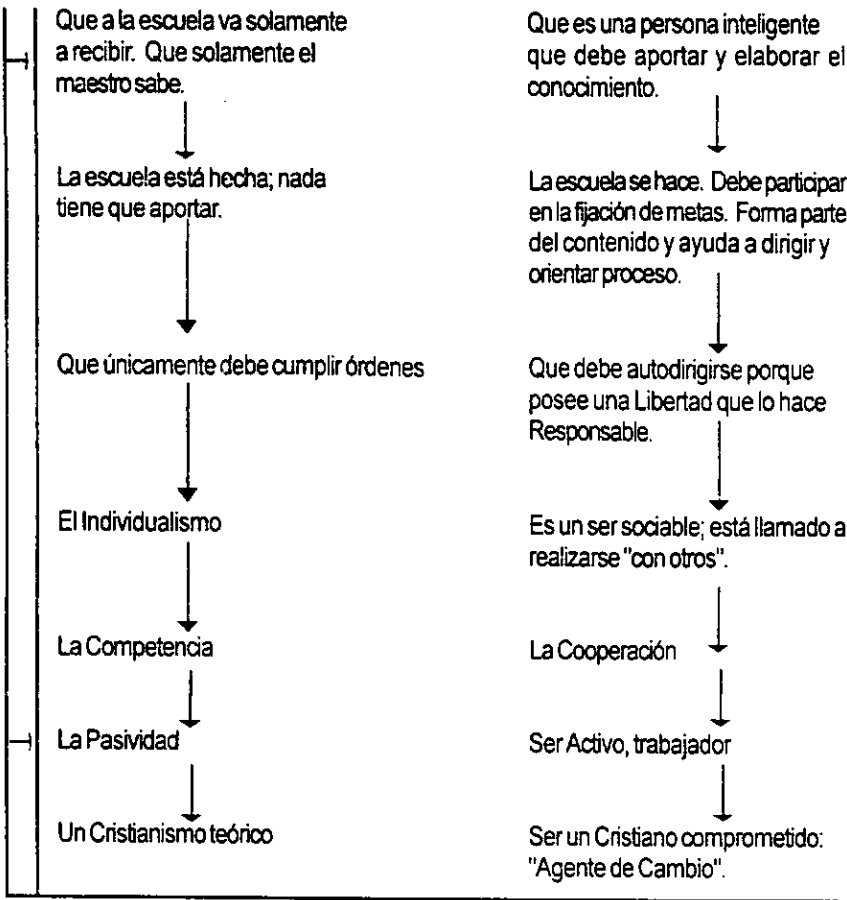 Que a la escuela va solamente
a recibir. Que solamente el
maestro sabe.
La escuela está hecha; nada
tiene que aportar.
Que únicamente debe cumplir órdenes
El Individualismo
La Competencia
La Pasividad
Un Cristianismo teórico
Que es una persona inteligente
que debe aportar y elaborar el
conocimiento.
La escuela se hace. Debe participar
en la fijación de metas. Forma parte
del contenido y ayuda a dirigir y
orientar proceso.
Que debe autodirigirse porque
posee una Libertad que lo hace
Responsable.
Es un ser sociable; está llamado a
realizarse "con otros".
La Cooperación
Ser Activo, trabajador
Ser un Cristiano comprometido:
"Agente de Cambio".